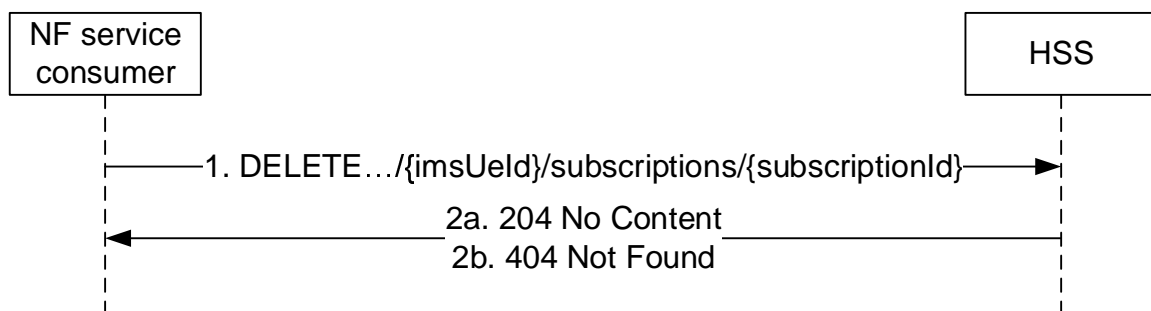 NF service
consumer
HSS
1. DELETE…/{imsUeId}/subscriptions/{subscriptionId}
2a. 204 No Content
2b. 404 Not Found